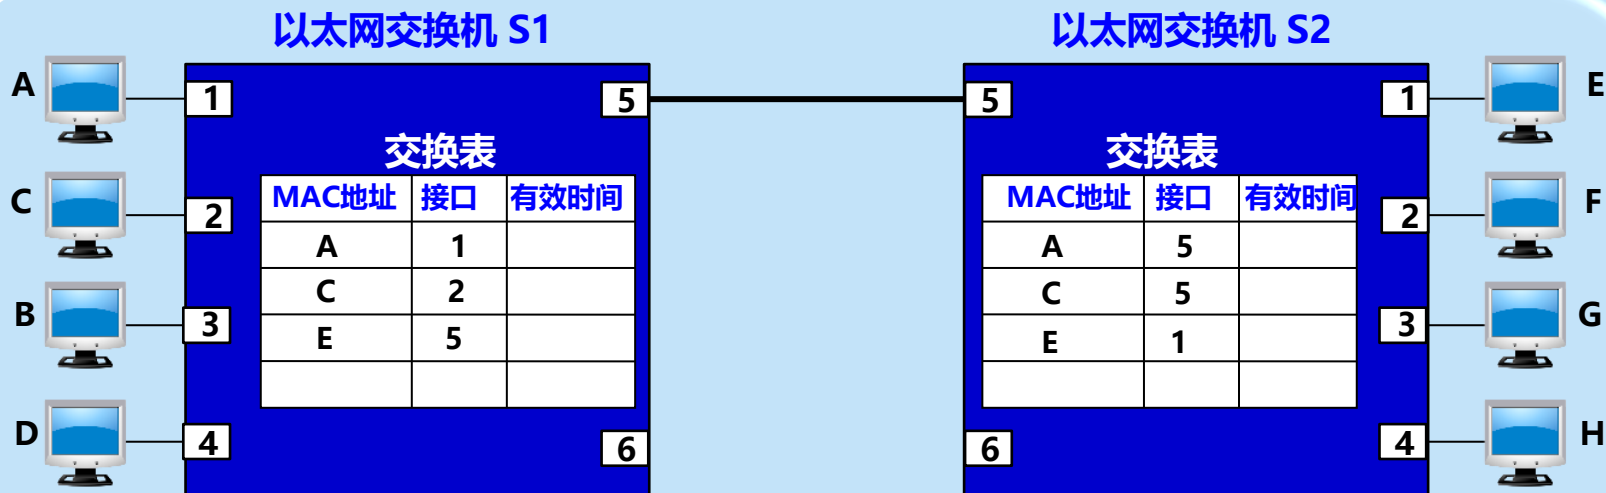 以太网交换机 S1
以太网交换机 S2
A
1
5
5
1
E
交换表
交换表
MAC地址 接口 有效时间
MAC地址 接口 有效时间
C
2
2
F
A 1
A 5
C 2
C 5
B
3
3
G
E 5
E 1
D
4
6
6
4
H